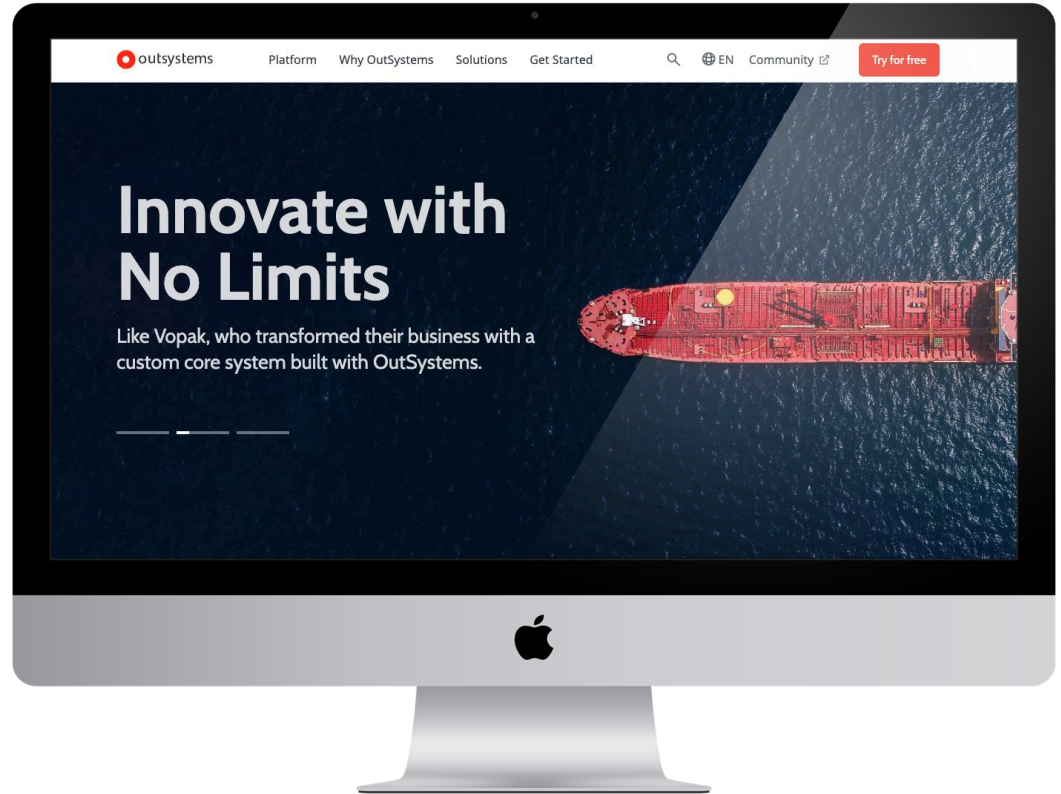 outsystems
Platform Why OutSystems Solutions Get Started EN Community Try for free
Innovate with
No Limits
Like Vopak, who transformed their business with a
custom core system built with OutSystems.